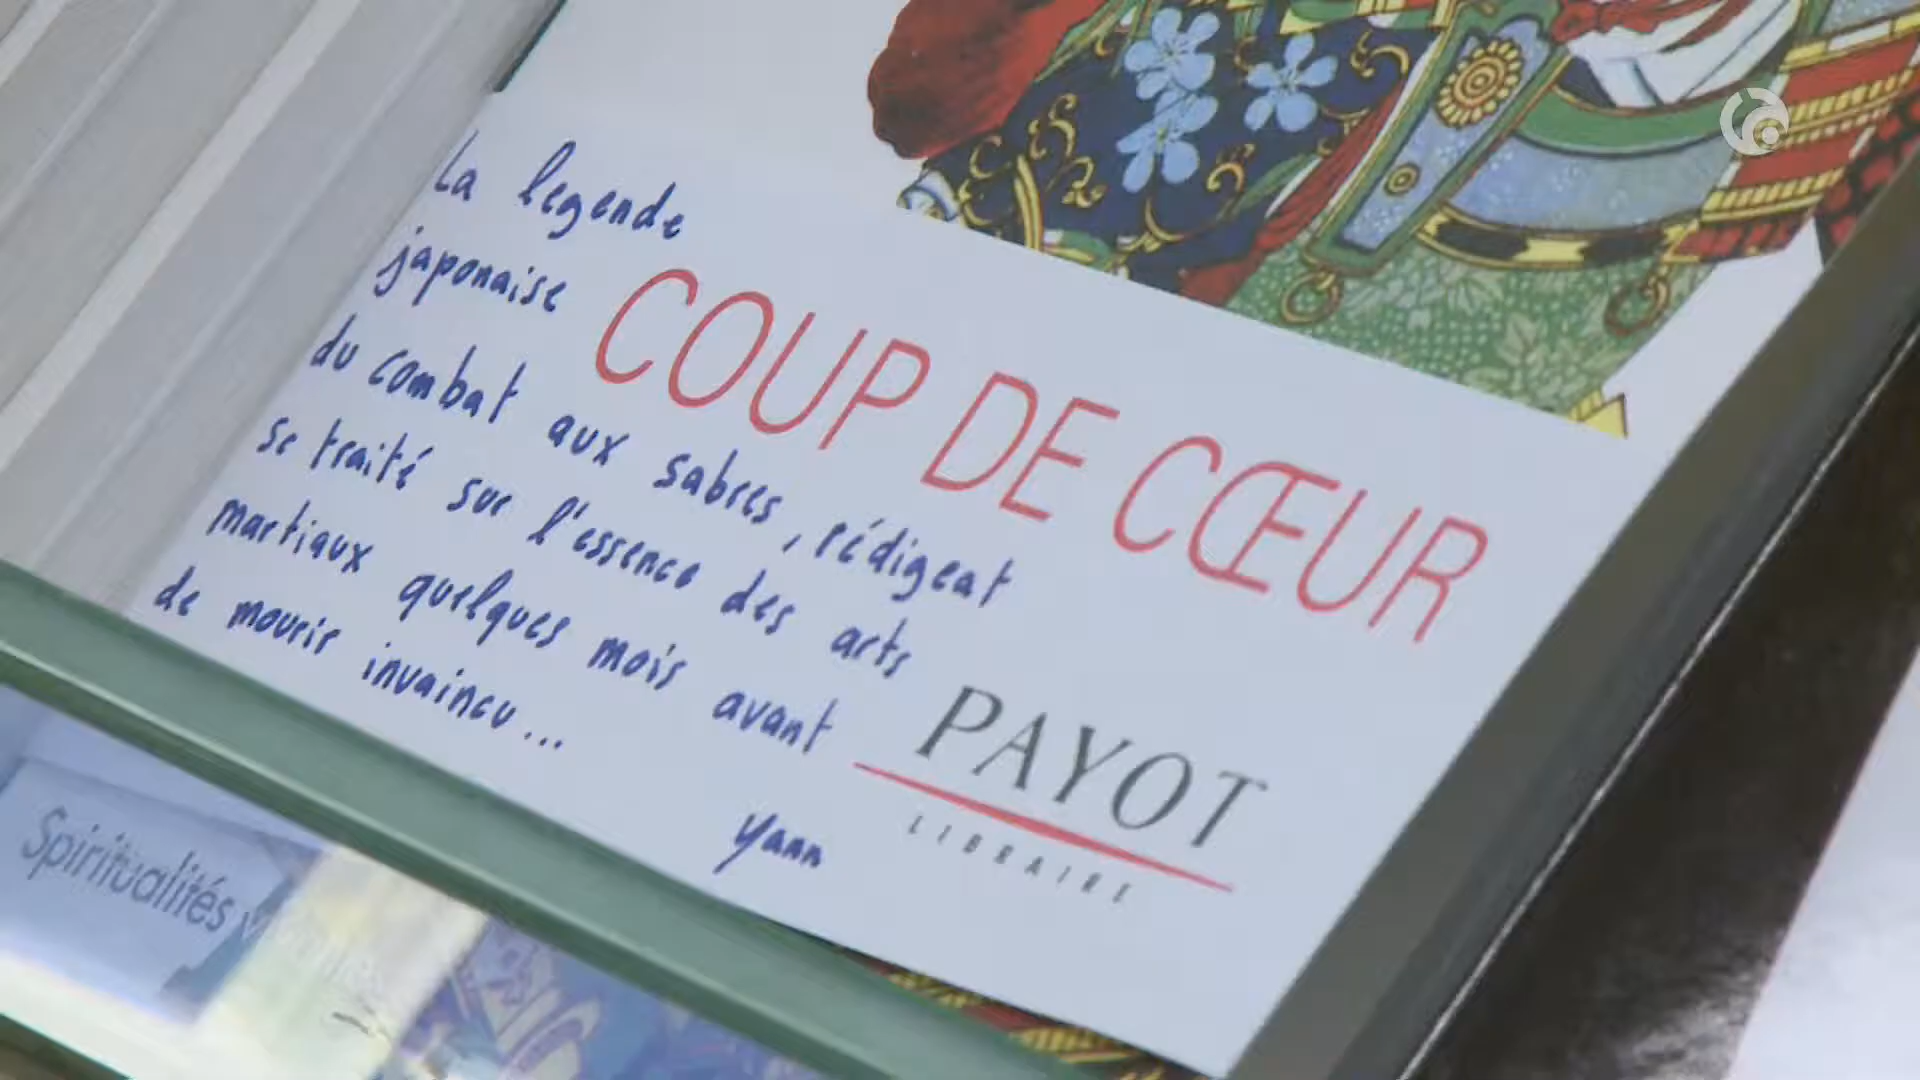 La legende
japonaise
du combat aux sabres, rédigeat
se traité sur l'essence des arts
martiaux quelques mois avant
de mourir invaincu...
Yann
COUP DE CŒUR
PAYOT
LIBRAIRE
Spiritualités